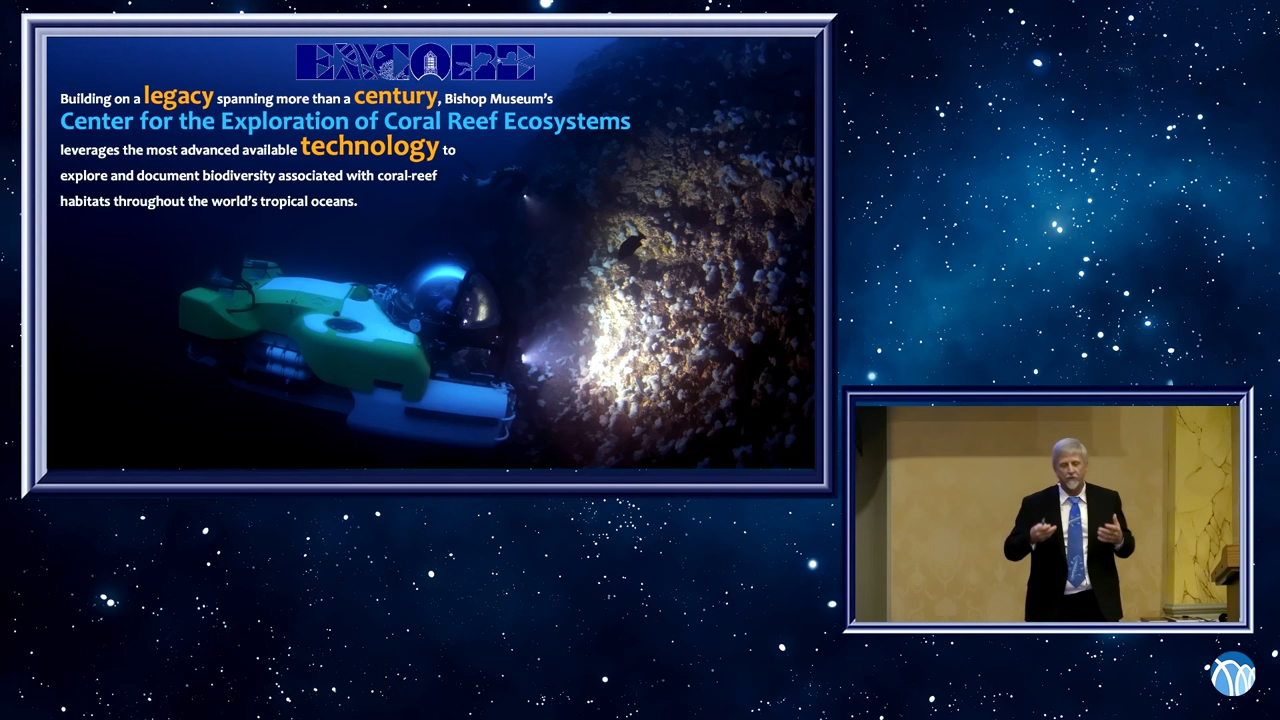 EXCORE
Building on a legacy spanning more than a century, Bishop Museum's
Center for the Exploration of Coral Reef Ecosystems
leverages the most advanced available technology to
explore and document biodiversity associated with coral-reef
habitats throughout the world's tropical oceans.